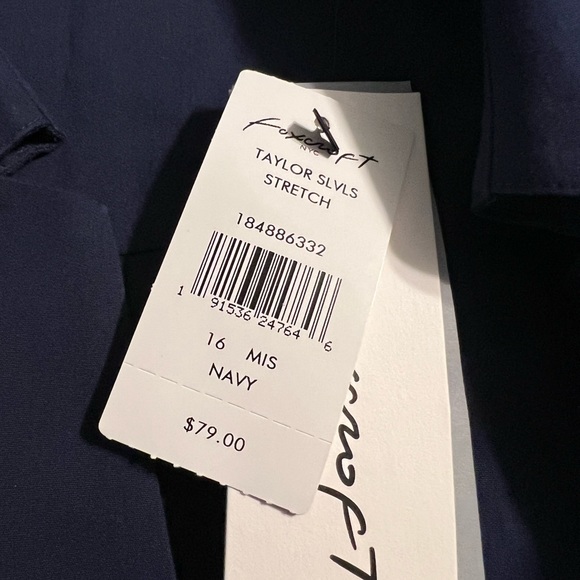 foxcroft
NYC
TAYLOR SLVLS
STRETCH
184886332
1 91536 24764 6
16 MIS
NAVY
$79.00